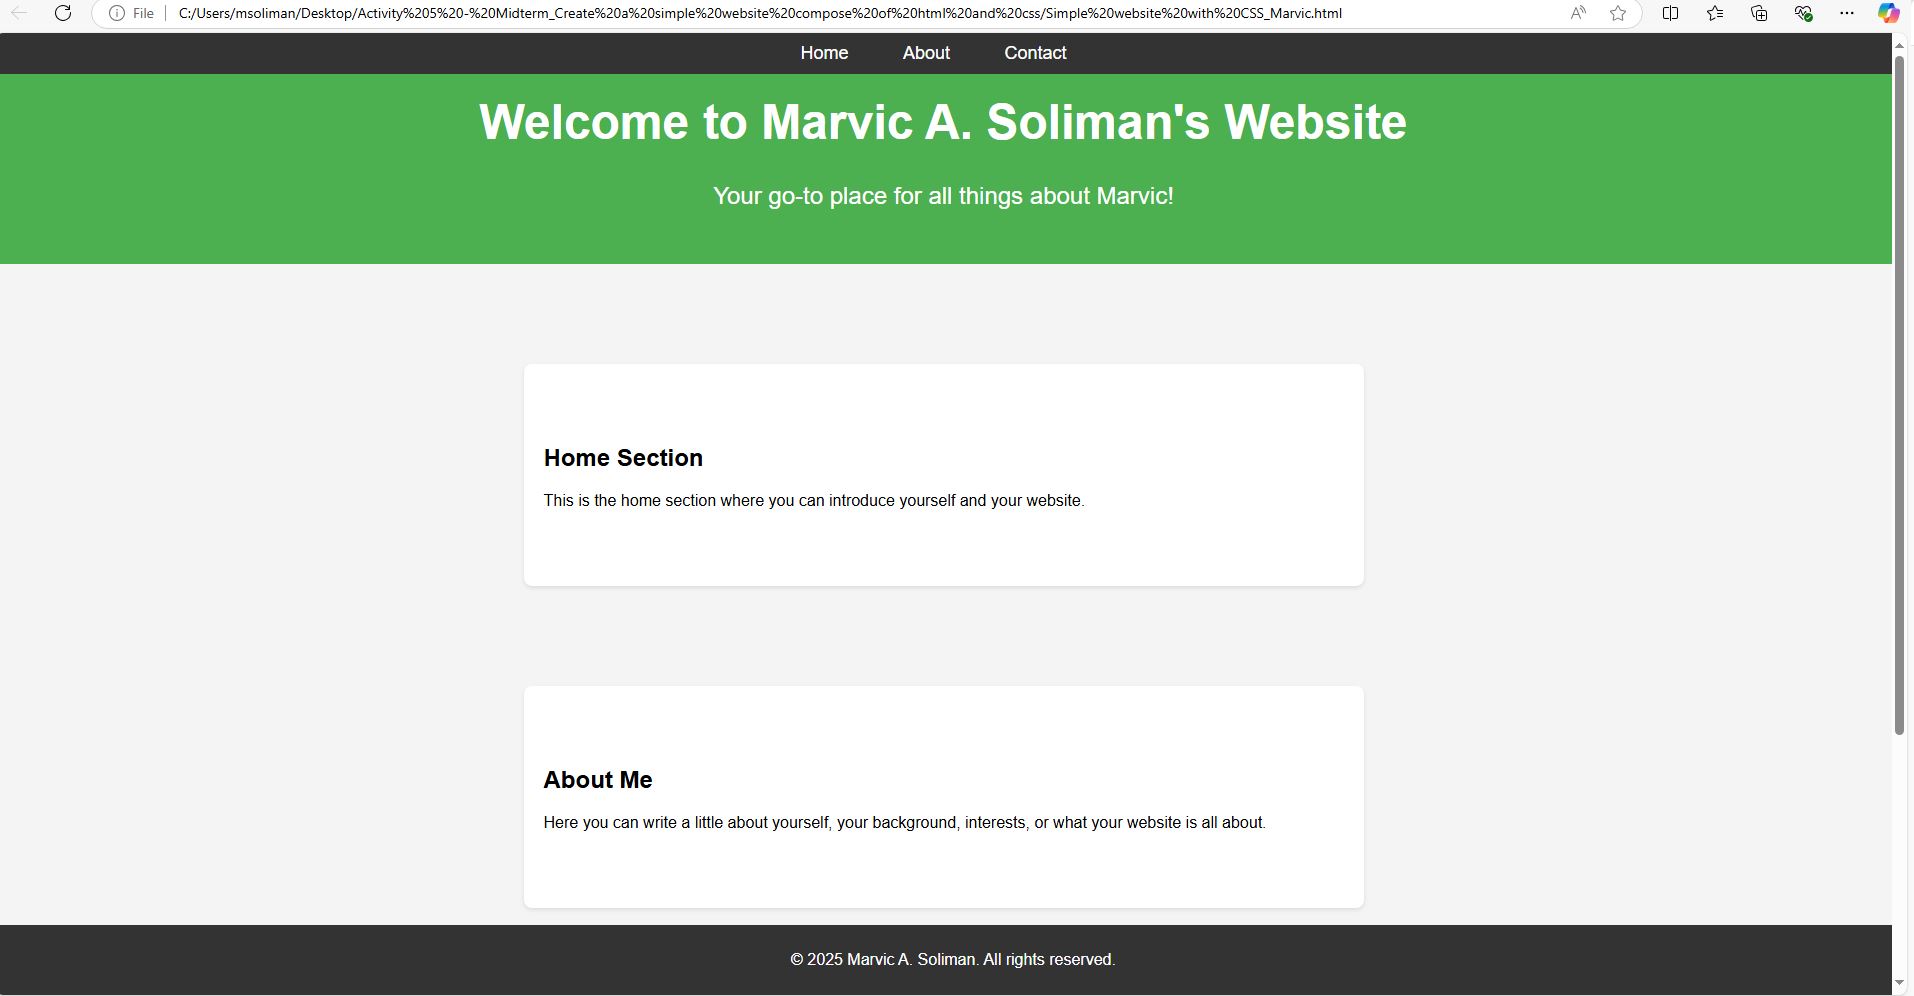 File C:/Users/msoliman/Desktop/Activity%205%20-%20Midterm_Create%20a%20simple%20website%20compose%20of%20html%20and%20css/Simple%20website%20with%20CSS_Marvic.html
Home About Contact
Welcome to Marvic A. Soliman's Website
Your go-to place for all things about Marvic!
Home Section
This is the home section where you can introduce yourself and your website.
About Me
Here you can write a little about yourself, your background, interests, or what your website is all about.
© 2025 Marvic A. Soliman. All rights reserved.